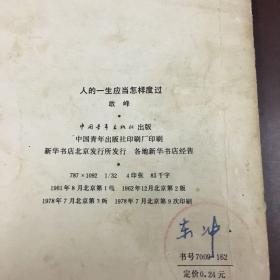 人的一生应当怎样度过
敢峰
中国青年出版社 出版
中国青年出版社印刷厂印刷
新华书店北京发行所发行 各地新华书店经售
787×1092 1/32 4印张 83千字
1961年8月北京第1版 1962年12月北京第2版
1978年7月北京第3版 1978年7月北京第9次印刷
书号7009·162
定价0.24元